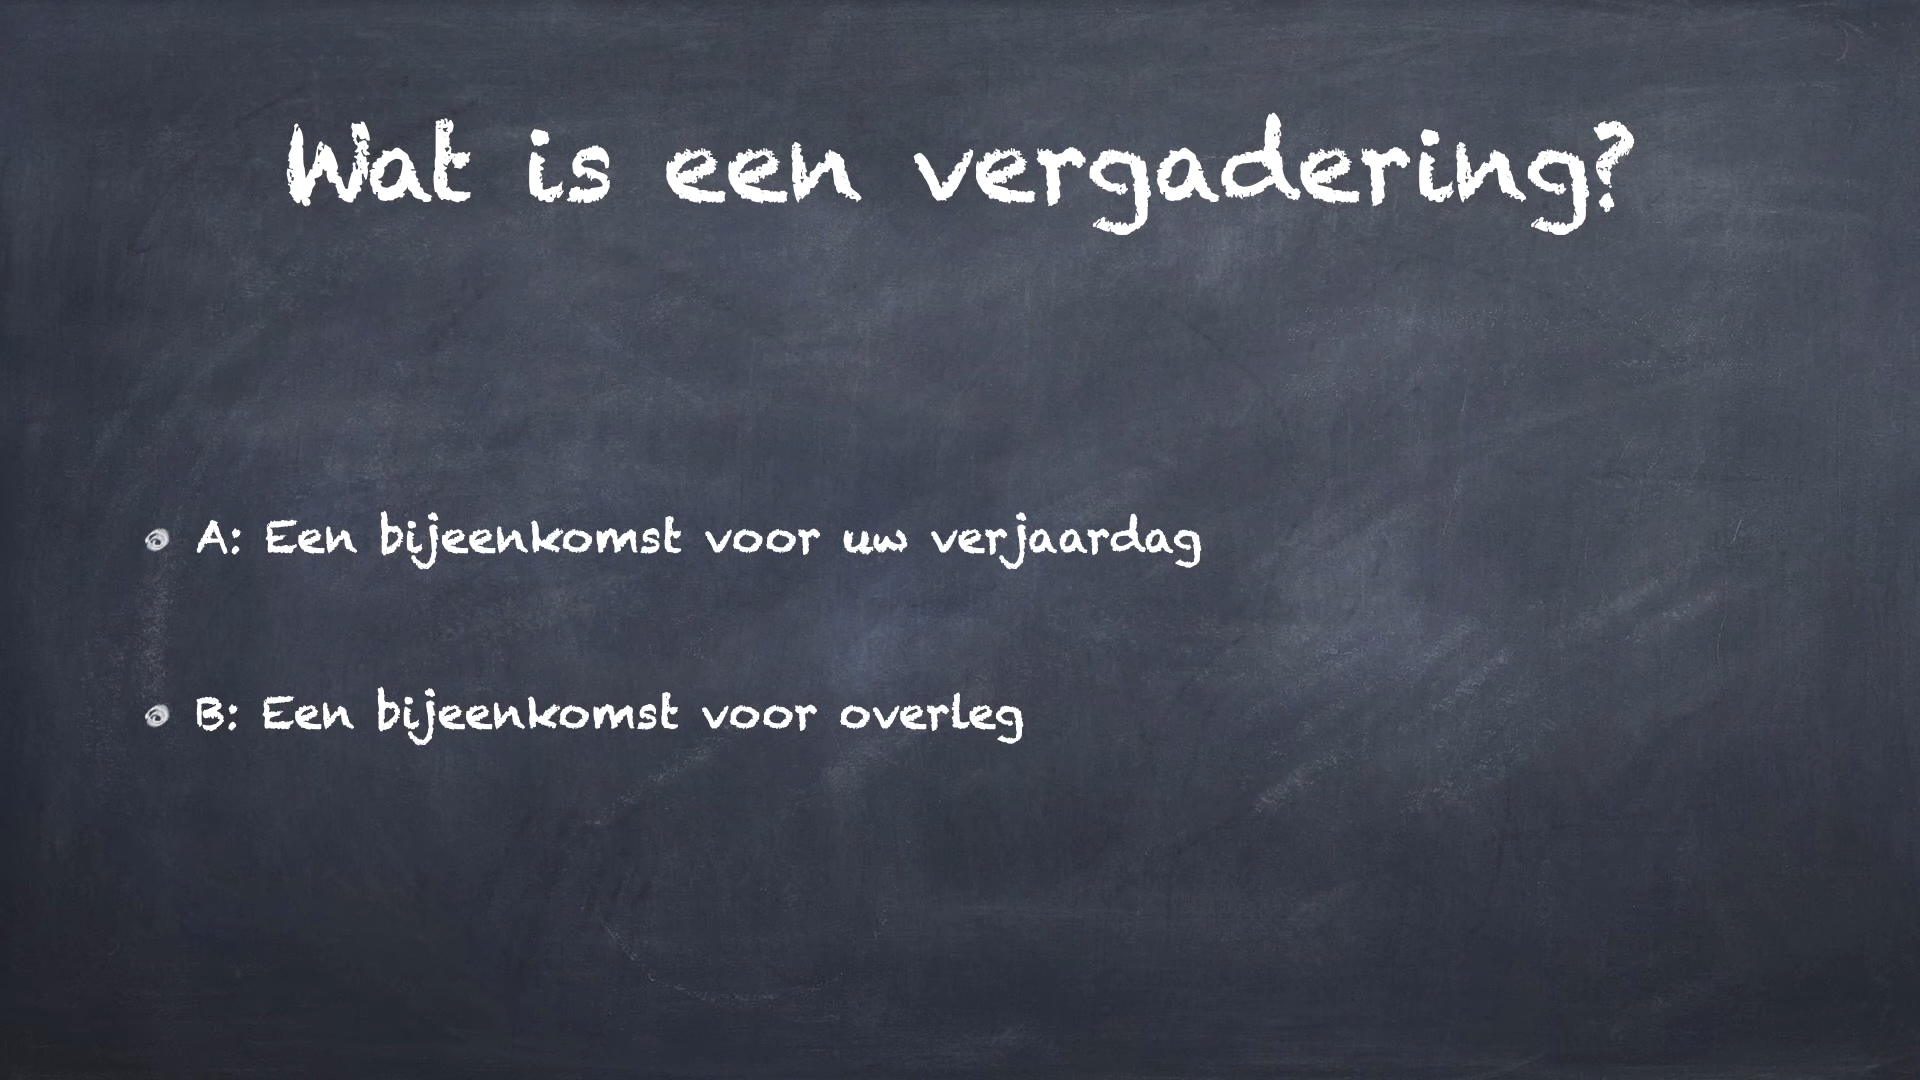 Wat is een vergadering?
A: Een bijeenkomst voor uw verjaardag
B: Een bijeenkomst voor overleg